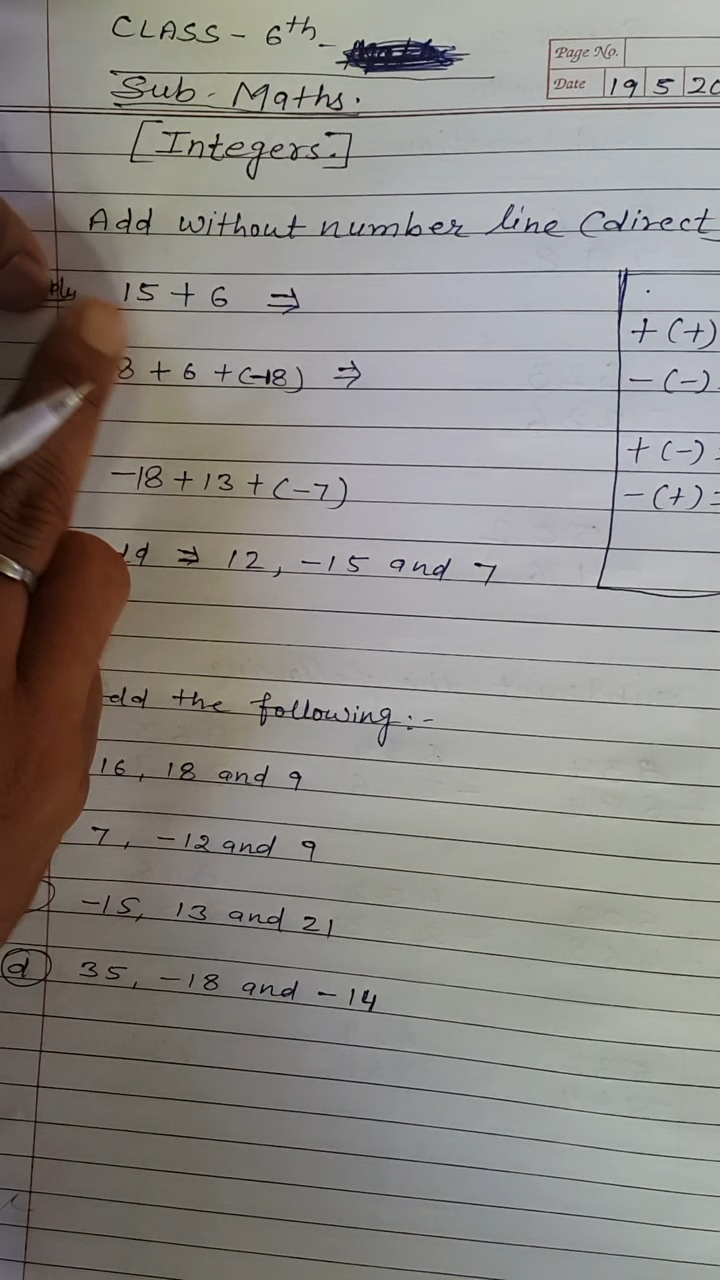 CLASS - 6th -
Page No.
Date 19 5 20
Sub - Maths.
[Integers.]
Add without number line (direct
15 + 6 ⇒
+ (+)
8 + 6 + (-18) ⇒
- (-) =
+ (-) =
-18 + 13 + (-7)
- (+) =
⇒ 12, -15 and 7
dd the following :-
16, 18 and 9
7, -12 and 9
-15, 13 and 21
(d) 35, -18 and -14